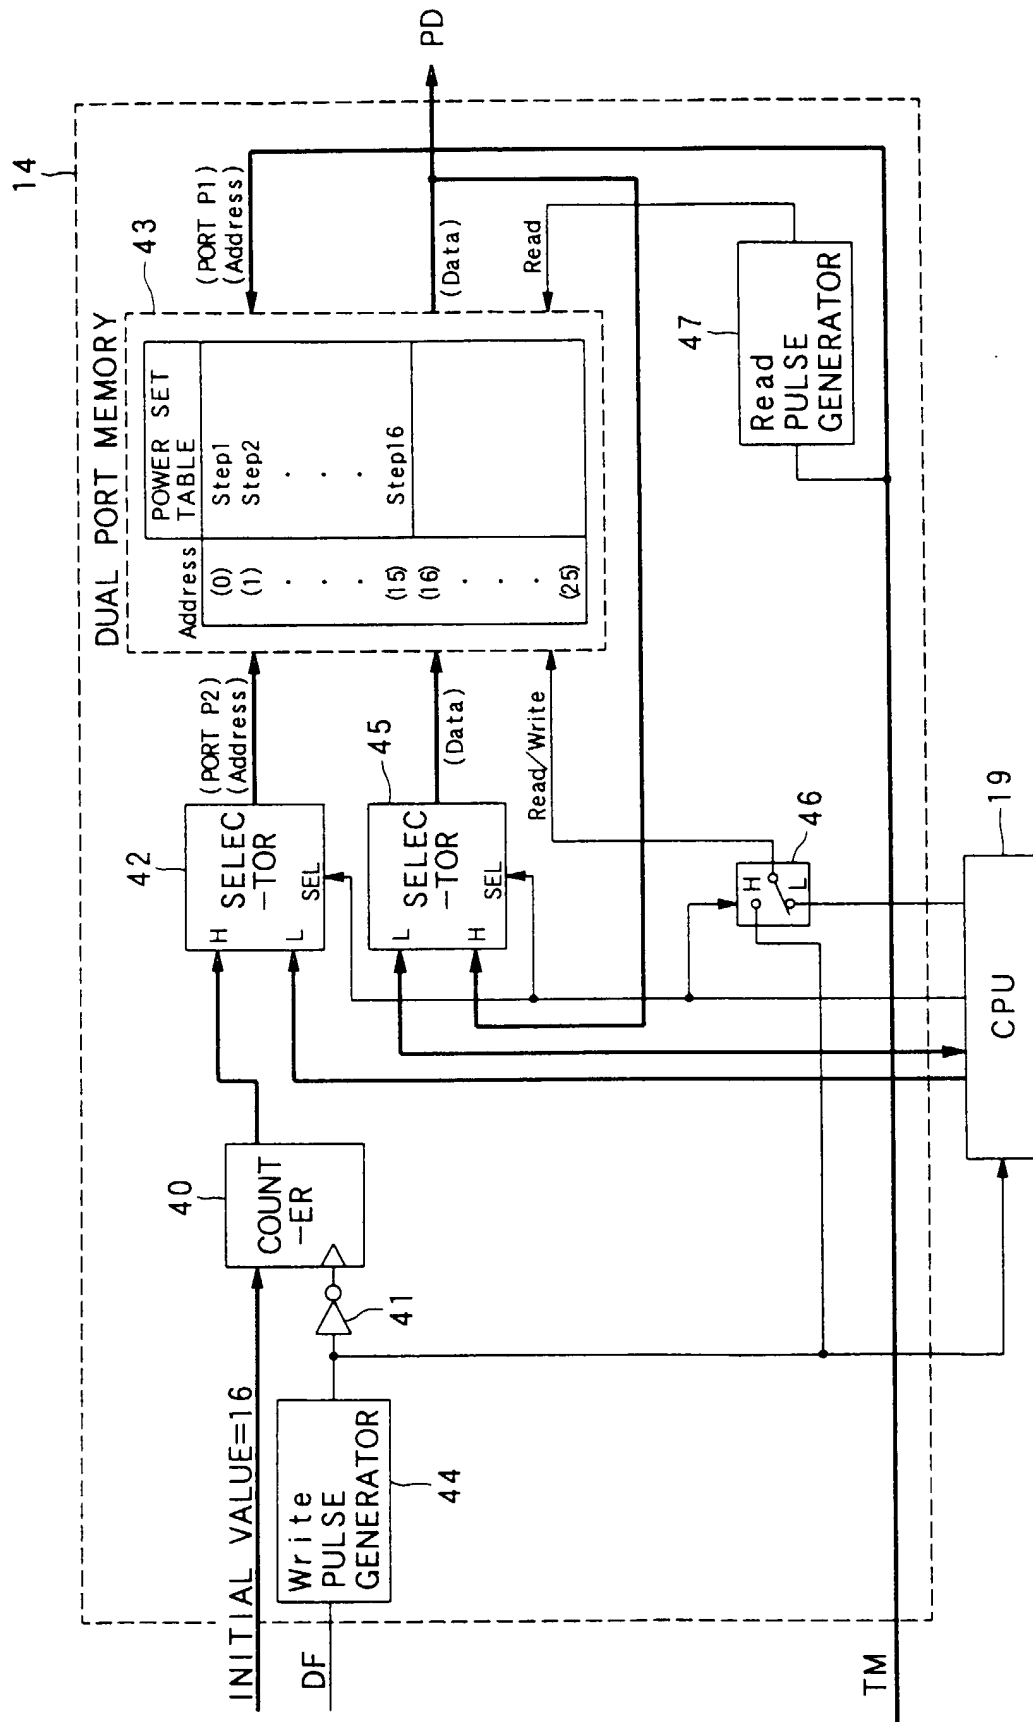 14
INITIAL VALUE=16
DF
TM
Write
PULSE
GENERATOR
44
41
40
COUNT
-ER
42
H
L
SELEC
-TOR
SEL
(PORT P2)
(Address)
45
L
H
SELEC
-TOR
SEL
(Data)
Read/Write
46
H
L
19
CPU
DUAL PORT MEMORY
43
Address
POWER SET
TABLE
(0) Step1
(1) Step2
· ·
· ·
· ·
(15) Step16
(16)
·
·
·
(25)
(PORT P1)
(Address)
(Data)
PD
Read
47
Read
PULSE
GENERATOR